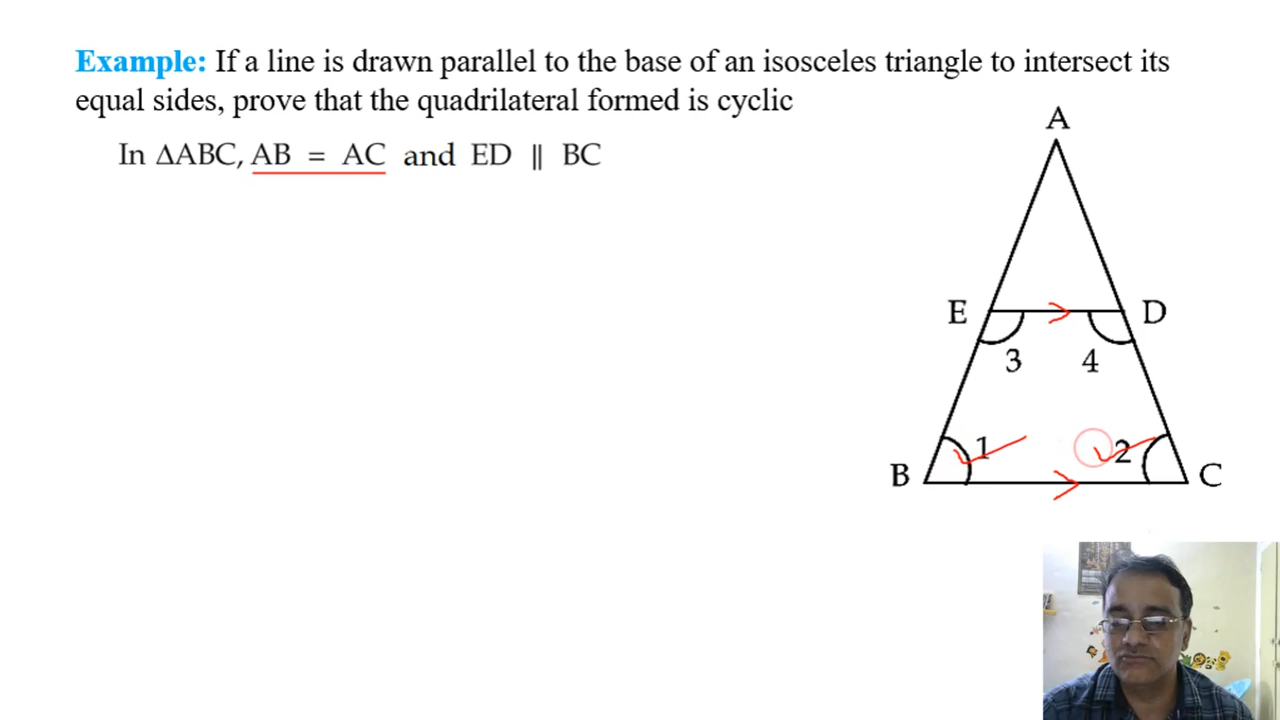 Example: If a line is drawn parallel to the base of an isosceles triangle to intersect its
equal sides, prove that the quadrilateral formed is cyclic
In ΔABC, AB = AC and ED || BC
A
E
D
3
4
1
2
B
C